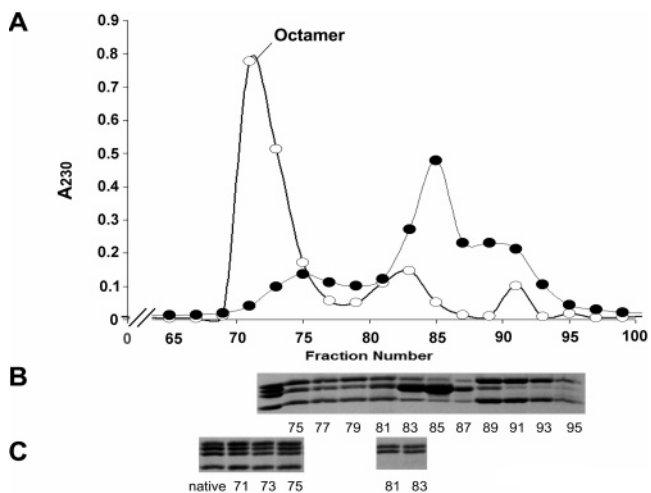 A
Octamer
0.9
0.8
0.7
0.6
0.5
0.4
0.3
0.2
0.1
0
A230
0 65 70 75 80 85 90 95 100
Fraction Number
B
75 77 79 81 83 85 87 89 91 93 95
C
native 71 73 75 81 83